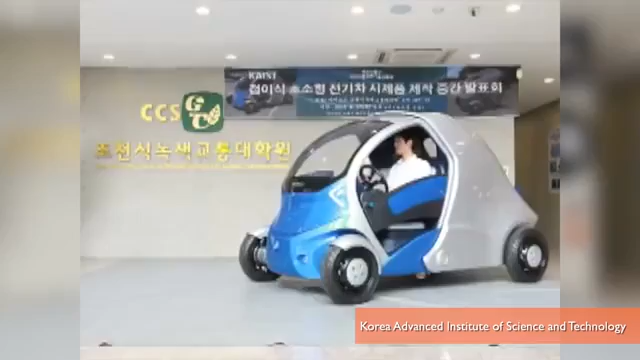 KAIST
접이식 초소형 전기차 시제품 제작 중간 발표회
CCS
조천식녹색교통대학원
Korea Advanced Institute of Science and Technology